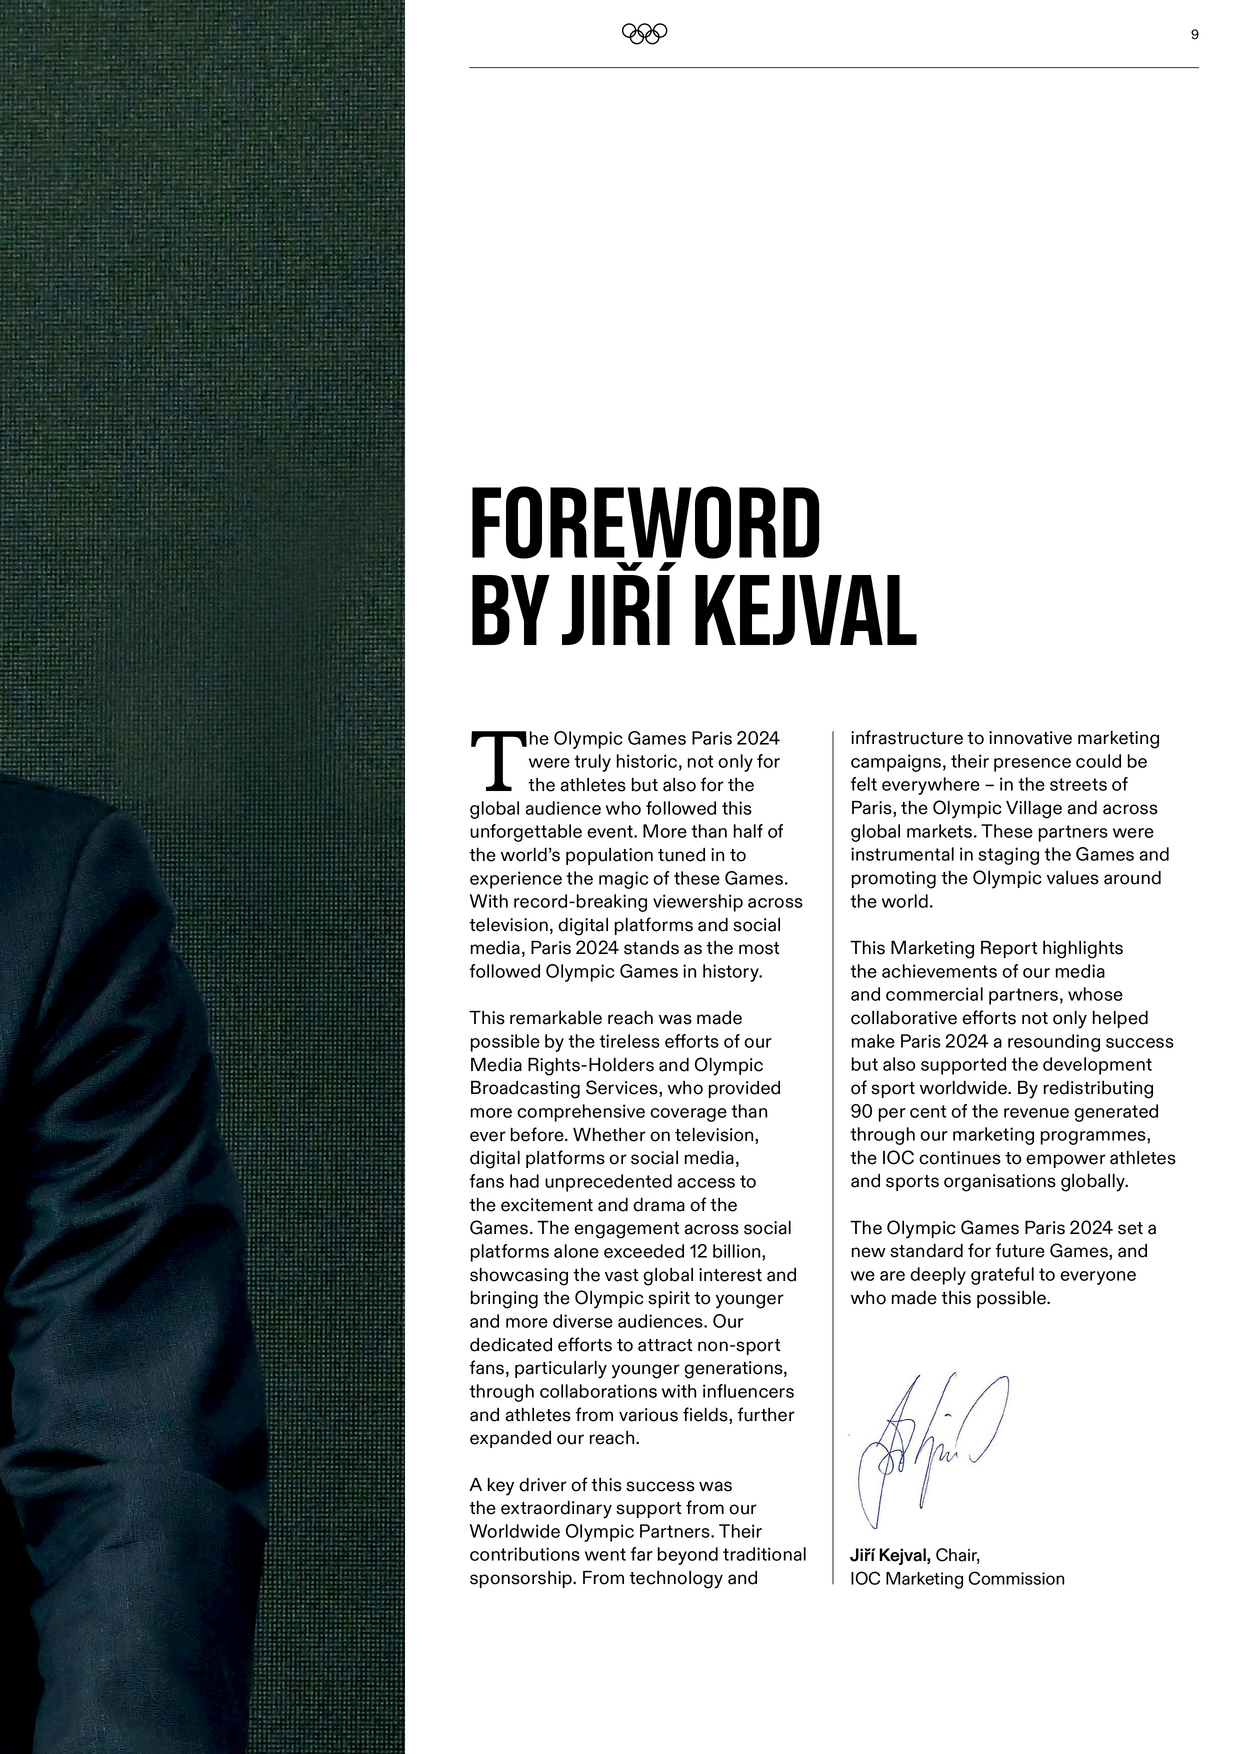 9
FOREWORD
BY JIŘÍ KEJVAL
The Olympic Games Paris 2024
were truly historic, not only for
the athletes but also for the
global audience who followed this
unforgettable event. More than half of
the world's population tuned in to
experience the magic of these Games.
With record-breaking viewership across
television, digital platforms and social
media, Paris 2024 stands as the most
followed Olympic Games in history.
This remarkable reach was made
possible by the tireless efforts of our
Media Rights-Holders and Olympic
Broadcasting Services, who provided
more comprehensive coverage than
ever before. Whether on television,
digital platforms or social media,
fans had unprecedented access to
the excitement and drama of the
Games. The engagement across social
platforms alone exceeded 12 billion,
showcasing the vast global interest and
bringing the Olympic spirit to younger
and more diverse audiences. Our
dedicated efforts to attract non-sport
fans, particularly younger generations,
through collaborations with influencers
and athletes from various fields, further
expanded our reach.
A key driver of this success was
the extraordinary support from our
Worldwide Olympic Partners. Their
contributions went far beyond traditional
sponsorship. From technology and
infrastructure to innovative marketing
campaigns, their presence could be
felt everywhere – in the streets of
Paris, the Olympic Village and across
global markets. These partners were
instrumental in staging the Games and
promoting the Olympic values around
the world.
This Marketing Report highlights
the achievements of our media
and commercial partners, whose
collaborative efforts not only helped
make Paris 2024 a resounding success
but also supported the development
of sport worldwide. By redistributing
90 per cent of the revenue generated
through our marketing programmes,
the IOC continues to empower athletes
and sports organisations globally.
The Olympic Games Paris 2024 set a
new standard for future Games, and
we are deeply grateful to everyone
who made this possible.
Jiří Kejval, Chair,
IOC Marketing Commission